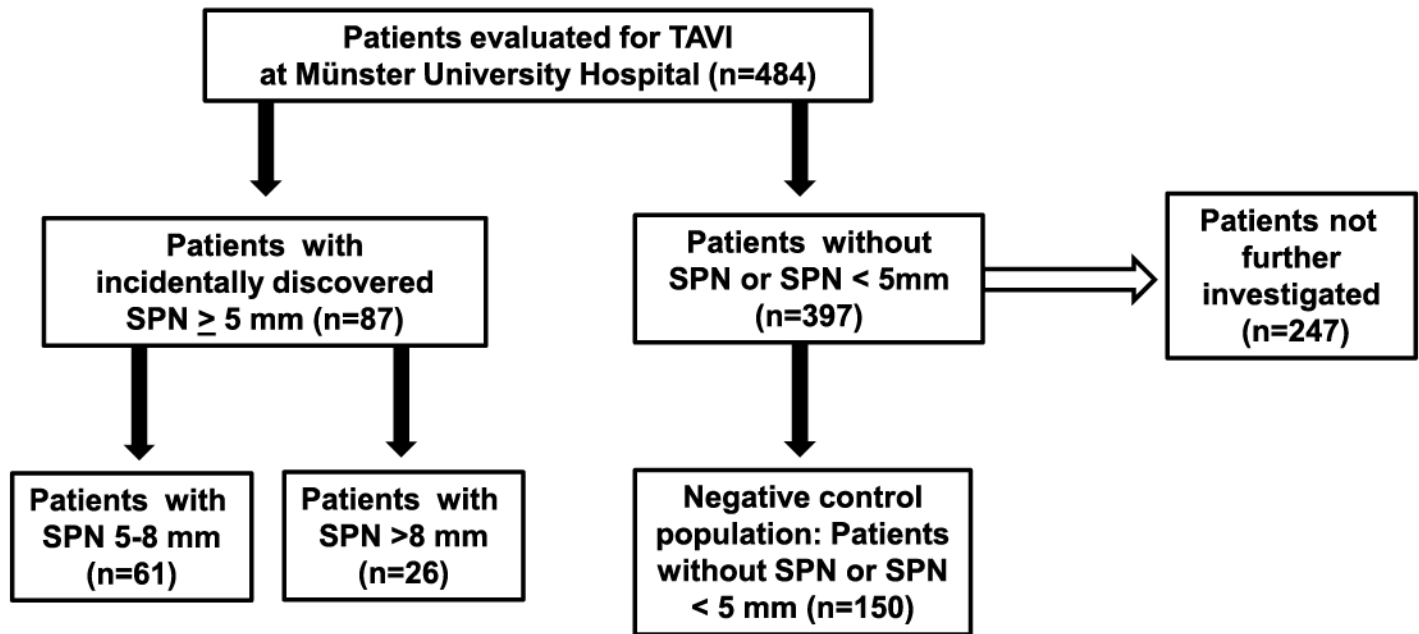 Patients evaluated for TAVI
at Münster University Hospital (n=484)
Patients with
incidentally discovered
SPN ≥ 5 mm (n=87)
Patients without
SPN or SPN < 5mm
(n=397)
Patients not
further
investigated
(n=247)
Patients with
SPN 5-8 mm
(n=61)
Patients with
SPN >8 mm
(n=26)
Negative control
population: Patients
without SPN or SPN
< 5 mm (n=150)